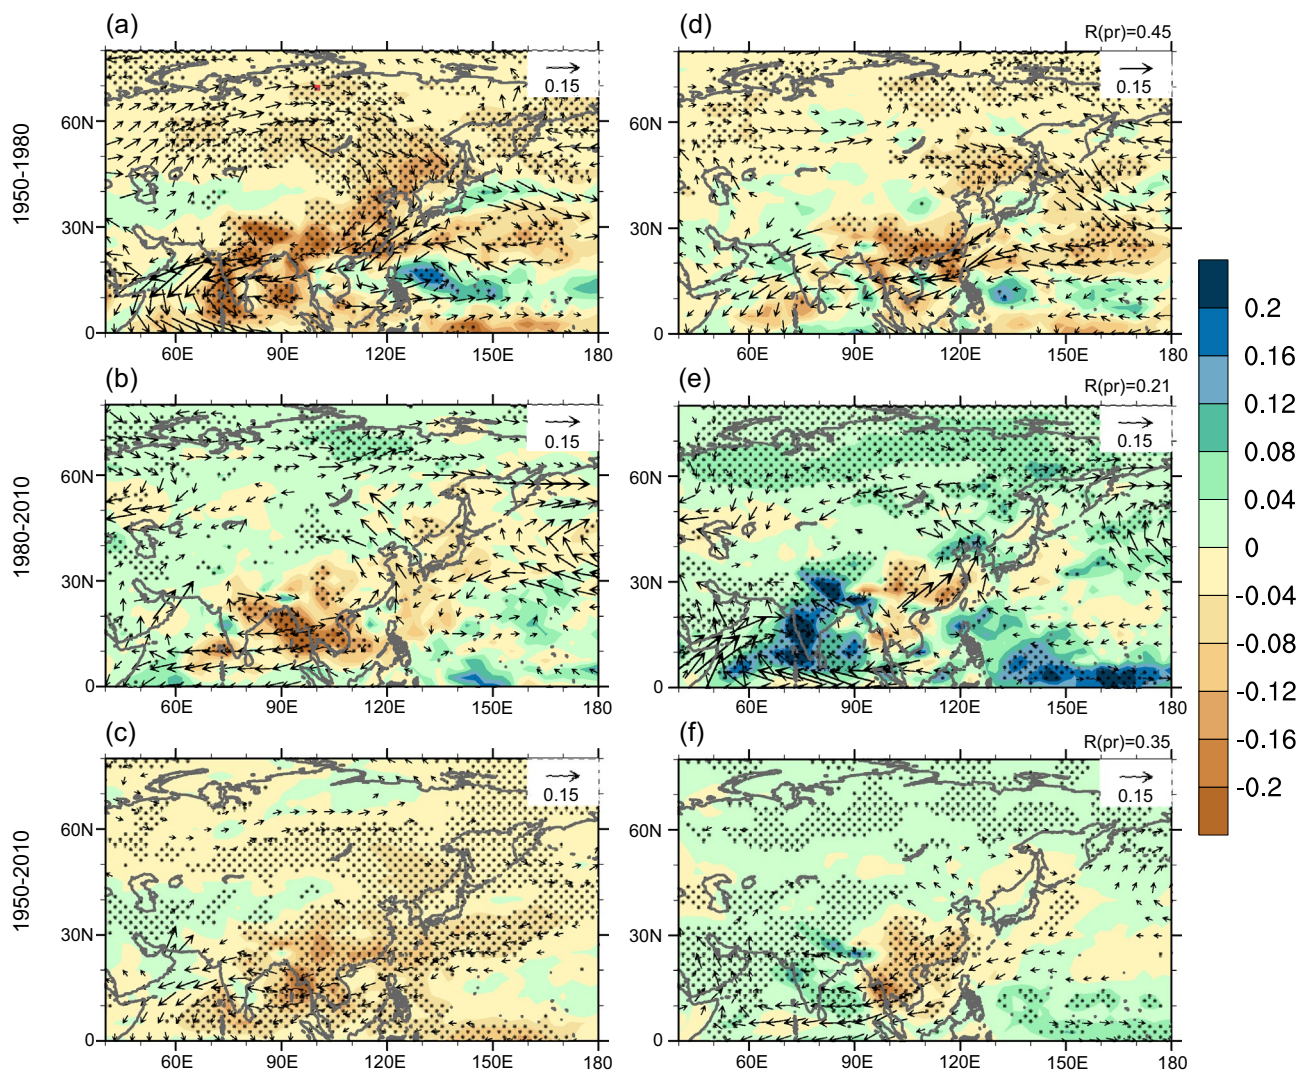 (a)
(d)
R(pr)=0.45
1950-1980
0.15
0.15
60N
30N
0
60N
30N
0
60E
90E
120E
150E
180
60E
90E
120E
150E
180
(b)
(e)
R(pr)=0.21
1980-2010
0.15
0.15
60N
30N
0
60N
30N
0
60E
90E
120E
150E
180
60E
90E
120E
150E
180
(c)
(f)
R(pr)=0.35
1950-2010
0.15
0.15
60N
30N
0
60N
30N
0
60E
90E
120E
150E
180
60E
90E
120E
150E
180
0.2
0.16
0.12
0.08
0.04
0
-0.04
-0.08
-0.12
-0.16
-0.2